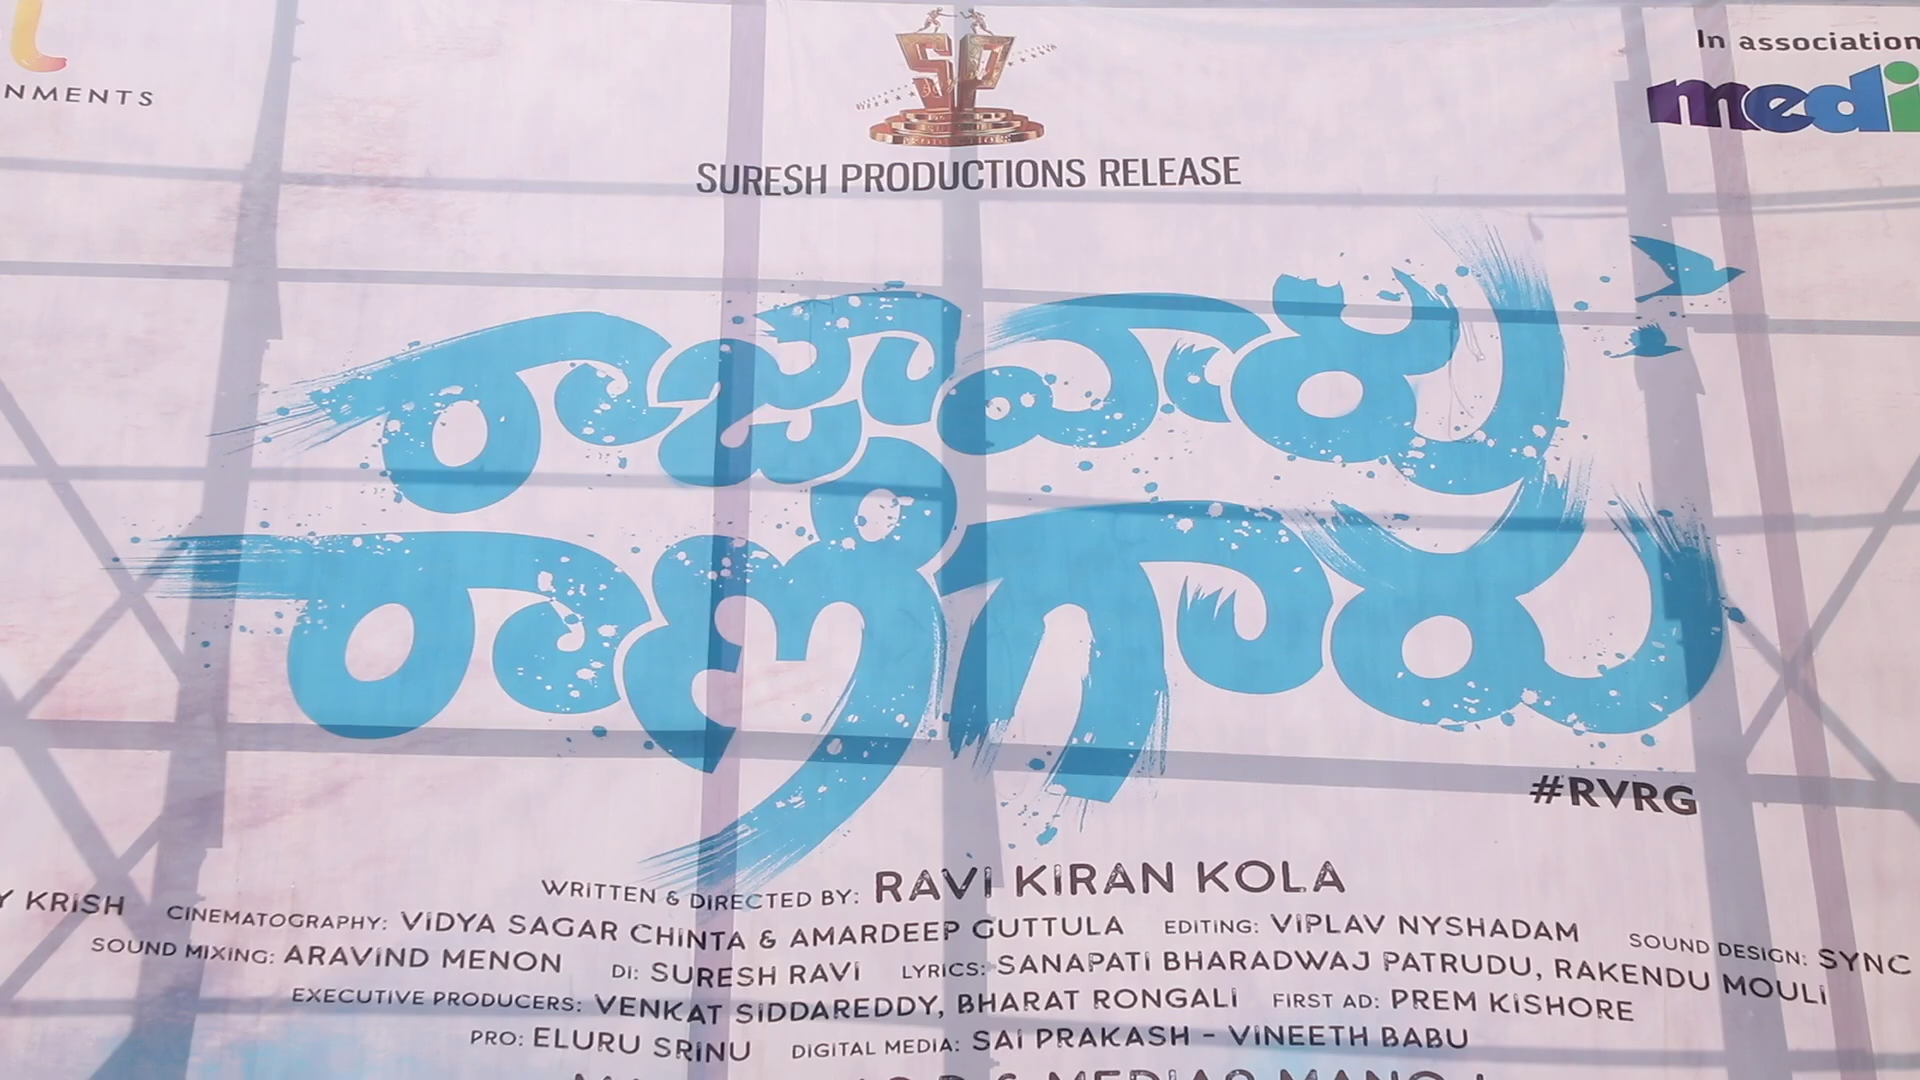 NMENTS
SP
In association
medi
SURESH PRODUCTIONS RELEASE
రాజావారు
రాణిగారు
#RVRG
WRITTEN & DIRECTED BY: RAVI KIRAN KOLA
Y KRISH CINEMATOGRAPHY: VIDYA SAGAR CHINTA & AMARDEEP GUTTULA EDITING: VIPLAV NYSHADAM SOUND DESIGN: SYNC
SOUND MIXING: ARAVIND MENON DI: SURESH RAVI LYRICS: SANAPATI BHARADWAJ PATRUDU, RAKENDU MOULI
EXECUTIVE PRODUCERS: VENKAT SIDDAREDDY, BHARAT RONGALI FIRST AD: PREM KISHORE
PRO: ELURU SRINU DIGITAL MEDIA: SAI PRAKASH - VINEETH BABU